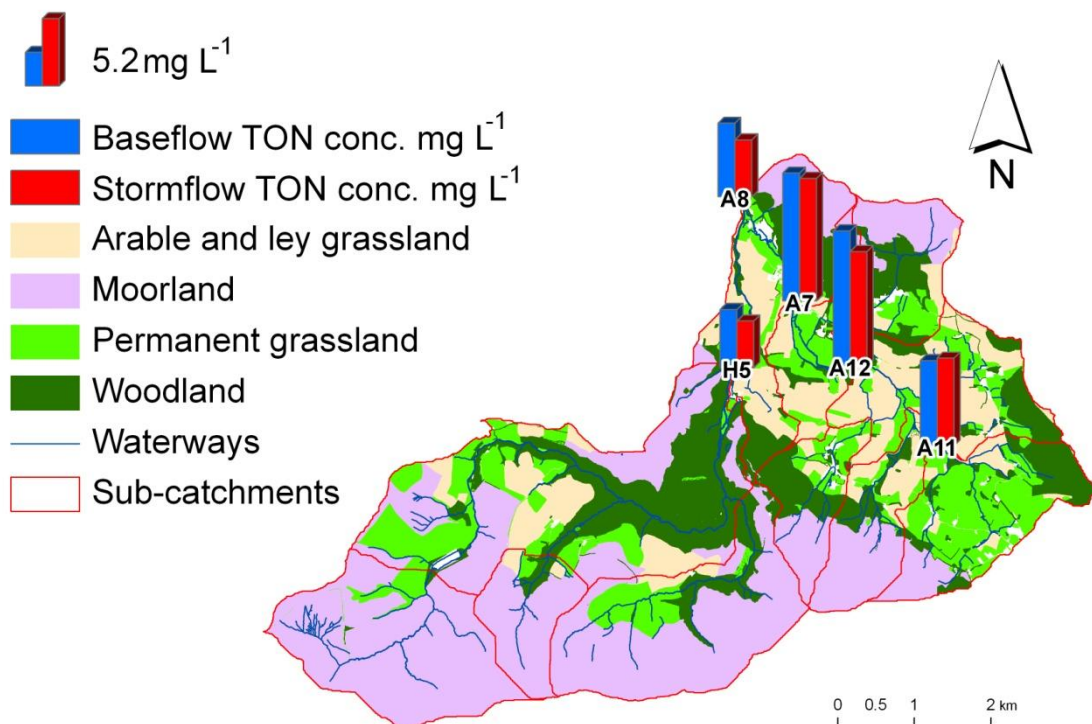 5.2 mg L-1
Baseflow TON conc. mg L-1
Stormflow TON conc. mg L-1
Arable and ley grassland
Moorland
Permanent grassland
Woodland
Waterways
Sub-catchments
N
A8
A7
A12
H5
A11
0 0.5 1 2 km